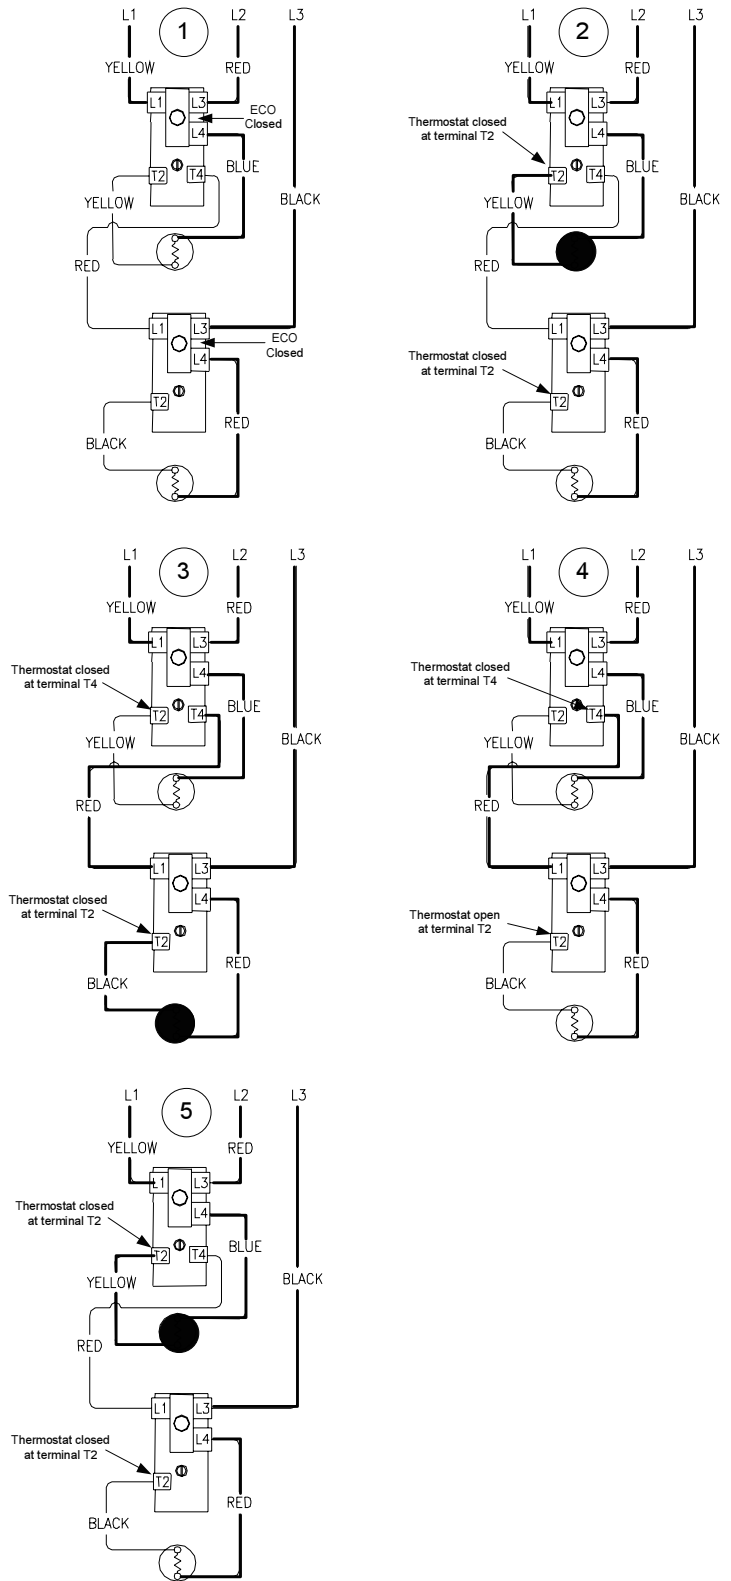 L1 1 L2 L3
YELLOW RED
L1 L3
ECO
Closed
L4
BLUE
T2 T4
YELLOW BLACK
RED
L1 L3
ECO
Closed
L4
T2
RED
BLACK
L1 2 L2 L3
YELLOW RED
L1 L3
Thermostat closed
at terminal T2
L4
BLUE
T2 T4
YELLOW BLACK
RED
L1 L3
Thermostat closed
at terminal T2
L4
T2
RED
BLACK
L1 3 L2 L3
YELLOW RED
L1 L3
Thermostat closed
at terminal T4
L4
BLUE
T2 T4
YELLOW BLACK
RED
L1 L3
Thermostat closed
at terminal T2
L4
T2
RED
BLACK
L1 4 L2 L3
YELLOW RED
L1 L3
Thermostat closed
at terminal T4
L4
BLUE
T2 T4
YELLOW BLACK
RED
L1 L3
Thermostat open
at terminal T2
L4
T2
RED
BLACK
L1 5 L2 L3
YELLOW RED
L1 L3
Thermostat closed
at terminal T2
L4
BLUE
T2 T4
YELLOW BLACK
RED
L1 L3
Thermostat closed
at terminal T2
L4
T2
RED
BLACK